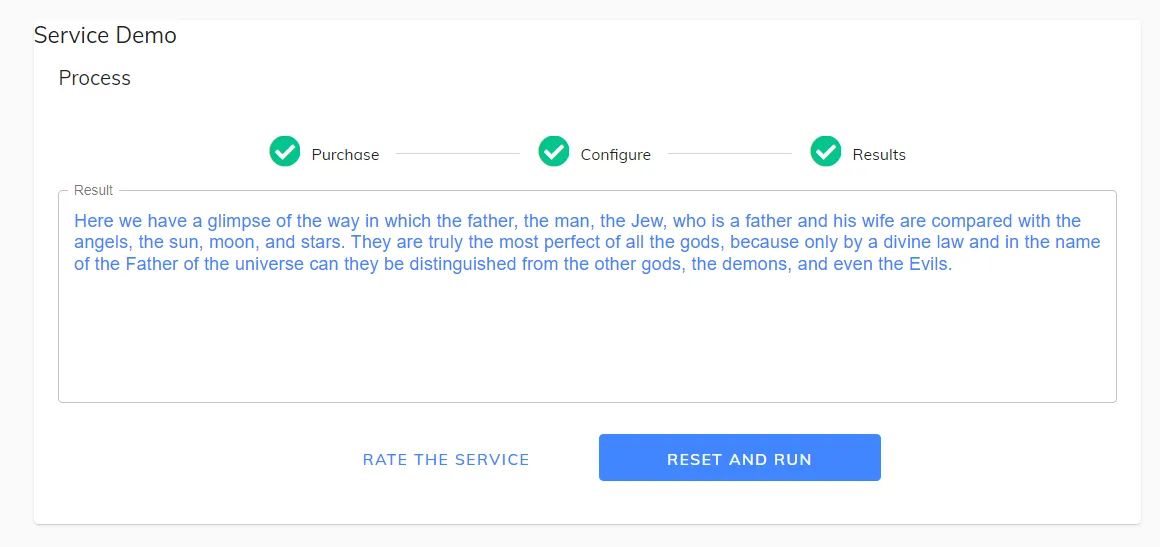 Service Demo
Process
Purchase
Configure
Results
Result
Here we have a glimpse of the way in which the father, the man, the Jew, who is a father and his wife are compared with the
angels, the sun, moon, and stars. They are truly the most perfect of all the gods, because only by a divine law and in the name
of the Father of the universe can they be distinguished from the other gods, the demons, and even the Evils.
RATE THE SERVICE
RESET AND RUN